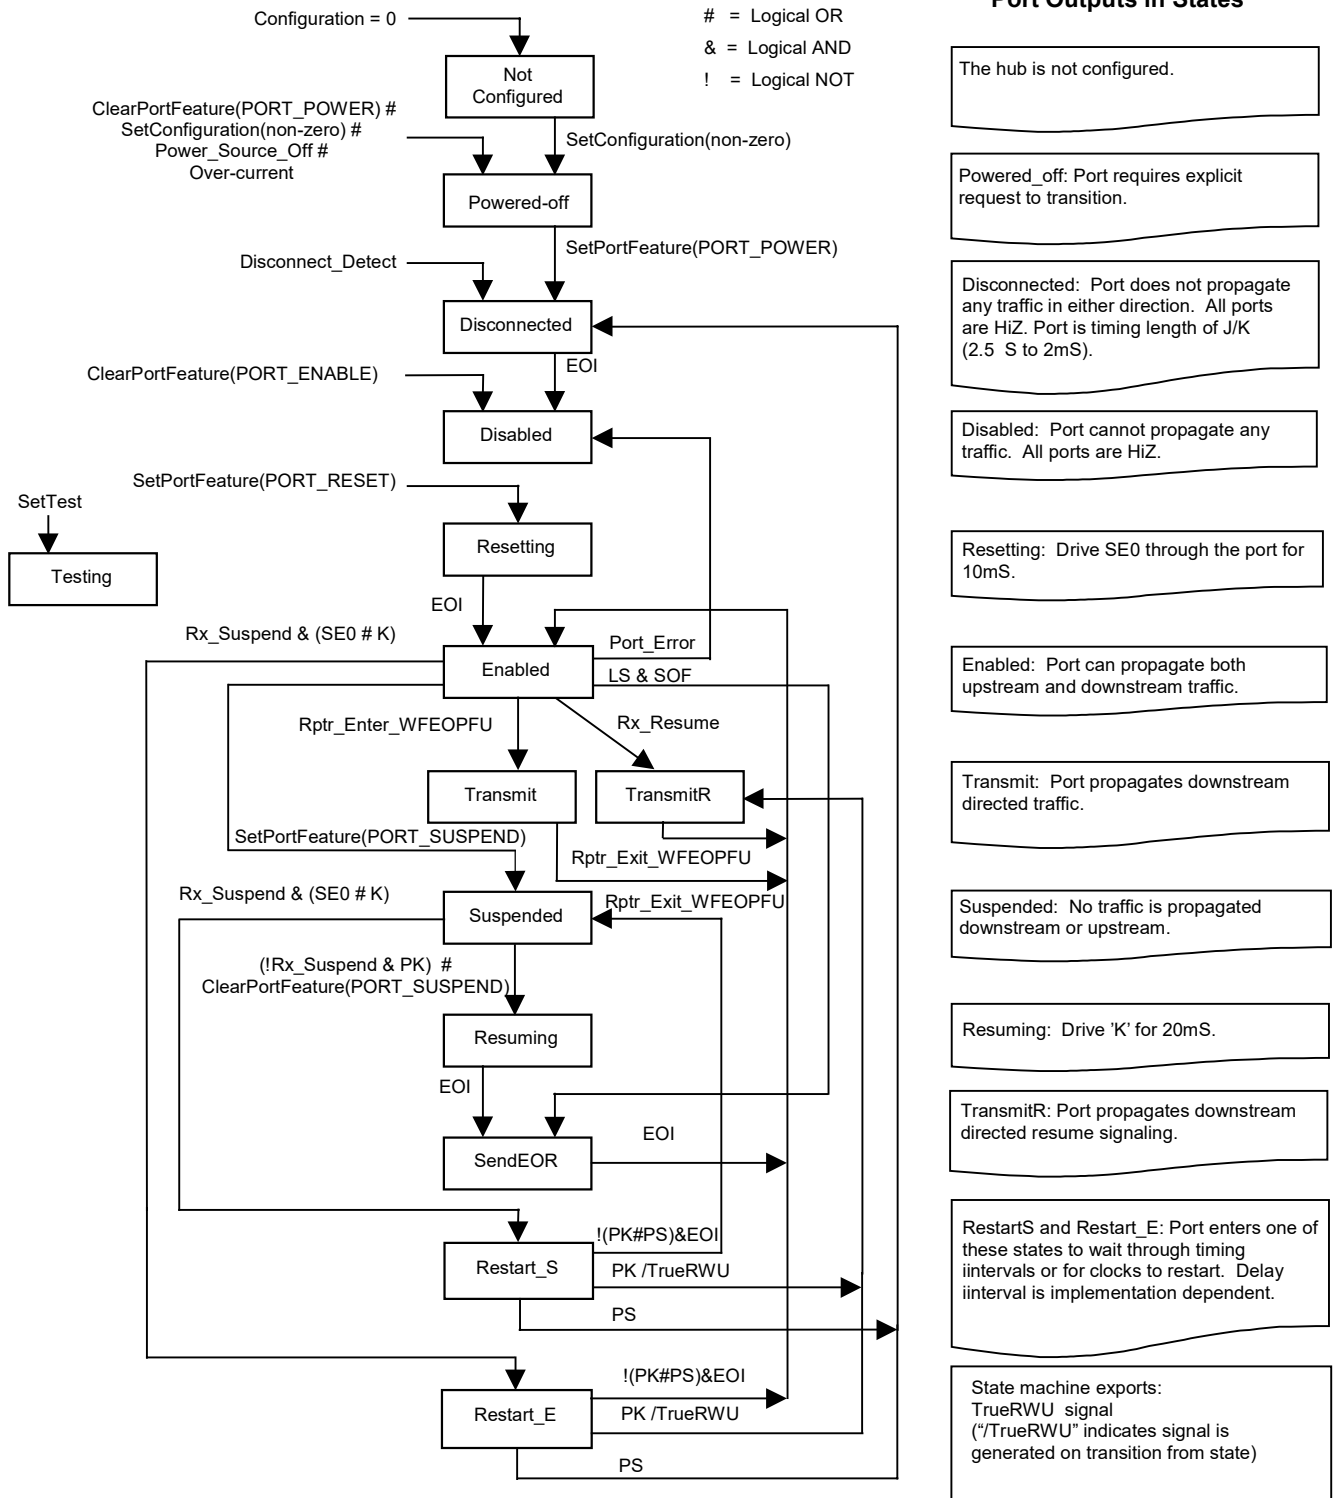 Port Outputs in States
Configuration = 0
# = Logical OR
& = Logical AND
! = Logical NOT
Not
Configured
ClearPortFeature(PORT_POWER) #
SetConfiguration(non-zero) #
Power_Source_Off #
Over-current
SetConfiguration(non-zero)
Powered-off
SetPortFeature(PORT_POWER)
Disconnect_Detect
Disconnected
EOI
ClearPortFeature(PORT_ENABLE)
Disabled
SetPortFeature(PORT_RESET)
SetTest
Testing
Resetting
EOI
Rx_Suspend & (SE0 # K)
Port_Error
Enabled
LS & SOF
Rptr_Enter_WFEOPFU
Rx_Resume
Transmit
TransmitR
SetPortFeature(PORT_SUSPEND)
Rptr_Exit_WFEOPFU
Rx_Suspend & (SE0 # K)
Rptr_Exit_WFEOPFU
Suspended
(!Rx_Suspend & PK) #
ClearPortFeature(PORT_SUSPEND)
Resuming
EOI
EOI
SendEOR
!(PK#PS)&EOI
Restart_S
PK /TrueRWU
PS
!(PK#PS)&EOI
Restart_E
PK /TrueRWU
PS
The hub is not configured.
Powered_off: Port requires explicit
request to transition.
Disconnected: Port does not propagate
any traffic in either direction. All ports
are HiZ. Port is timing length of J/K
(2.5 S to 2mS).
Disabled: Port cannot propagate any
traffic. All ports are HiZ.
Resetting: Drive SE0 through the port for
10mS.
Enabled: Port can propagate both
upstream and downstream traffic.
Transmit: Port propagates downstream
directed traffic.
Suspended: No traffic is propagated
downstream or upstream.
Resuming: Drive 'K' for 20mS.
TransmitR: Port propagates downstream
directed resume signaling.
RestartS and Restart_E: Port enters one of
these states to wait through timing
iintervals or for clocks to restart. Delay
iinterval is implementation dependent.
State machine exports:
TrueRWU signal
(“/TrueRWU” indicates signal is
generated on transition from state)